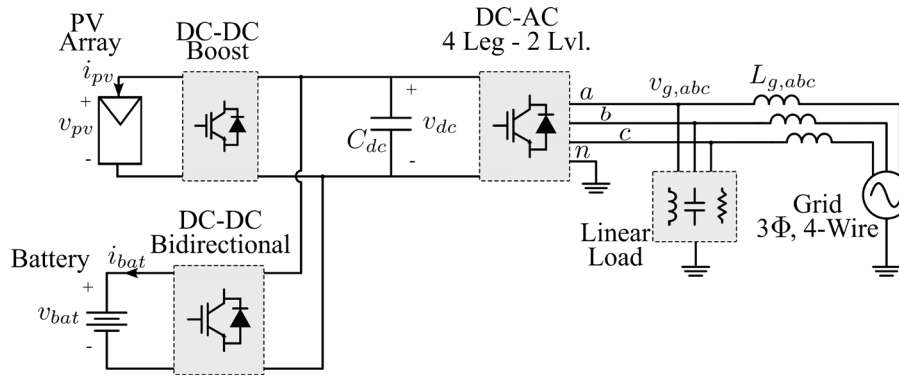 PV
Array
i_pv
+
v_pv
-
DC-DC
Boost
+
C_dc
v_dc
-
DC-AC
4 Leg - 2 Lvl.
a
b
c
n
v_g,abc
L_g,abc
Linear
Load
Grid
3Φ, 4-Wire
DC-DC
Bidirectional
Battery
i_bat
+
v_bat
-